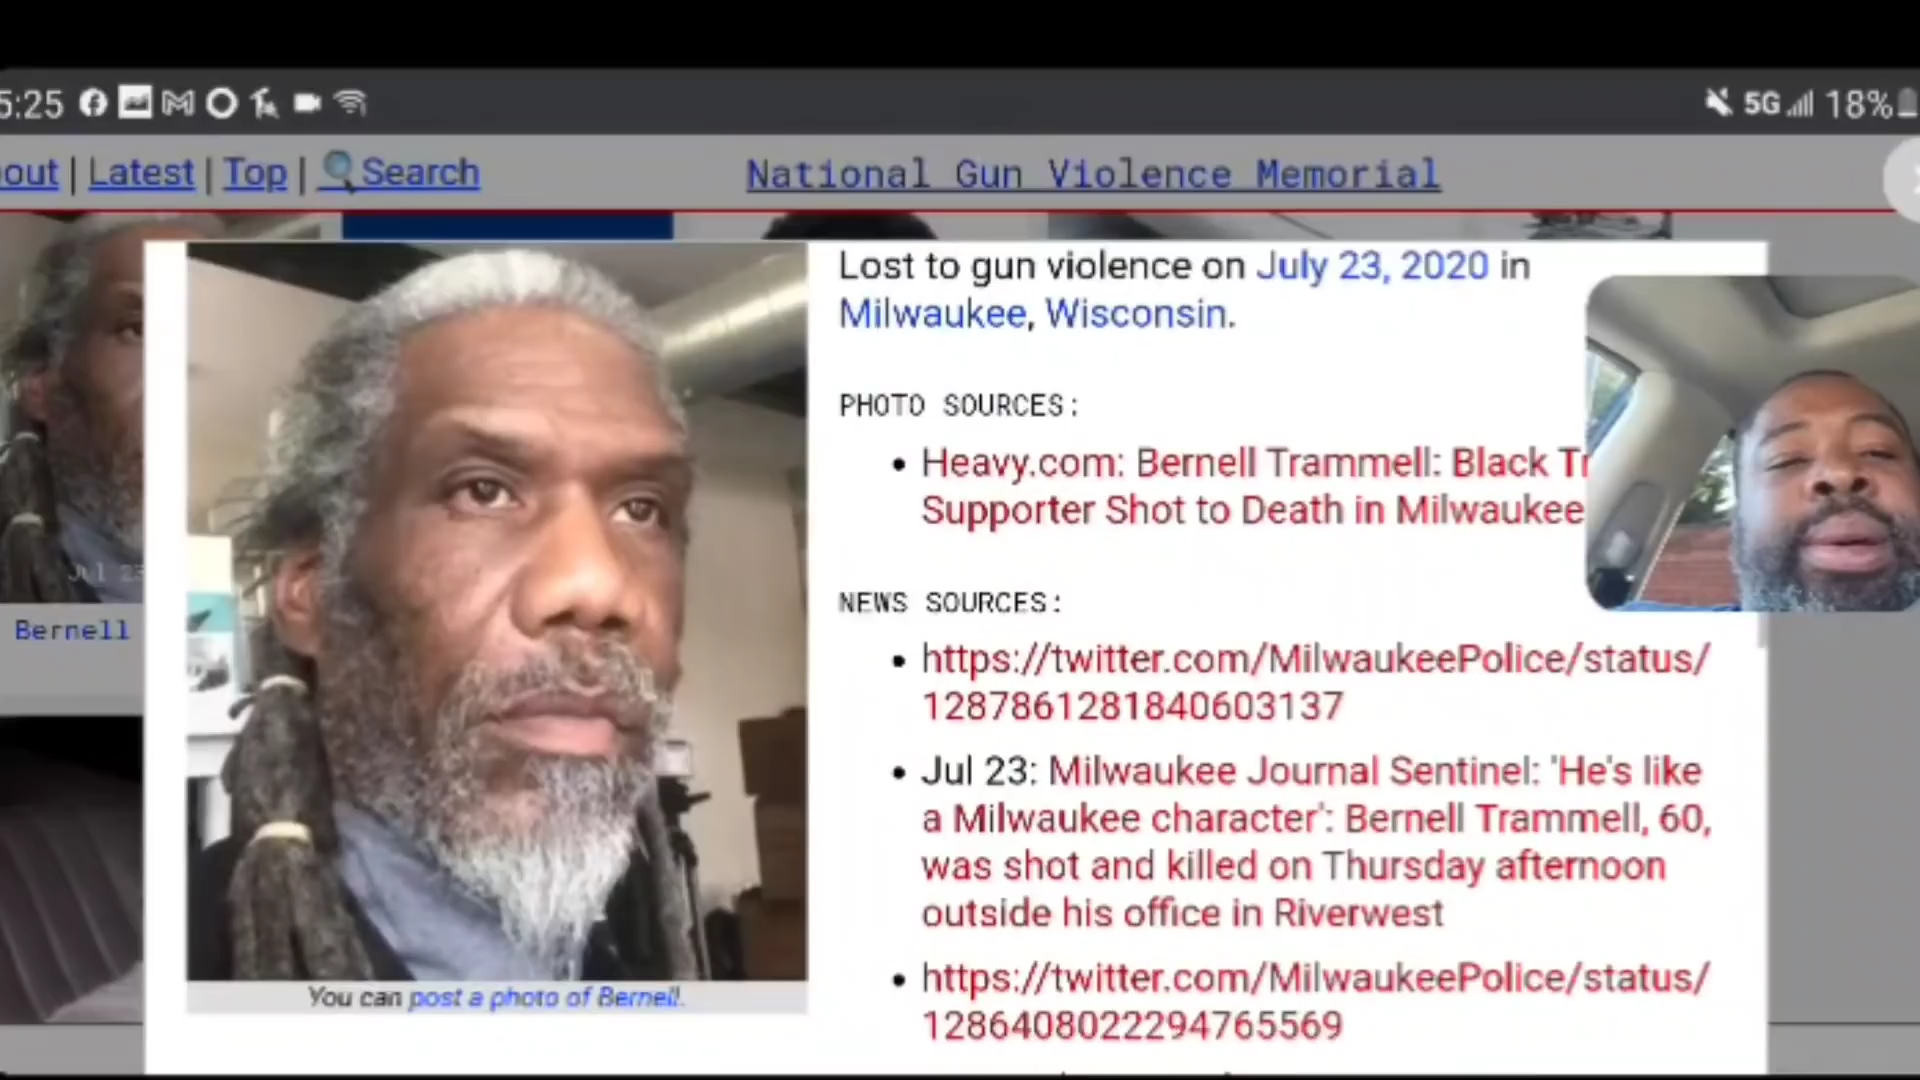 5:25
5G 18%
out | Latest | Top | Search
National Gun Violence Memorial
Lost to gun violence on July 23, 2020 in
Milwaukee, Wisconsin.
PHOTO SOURCES:
• Heavy.com: Bernell Trammell: Black Tr
Supporter Shot to Death in Milwaukee
NEWS SOURCES:
• https://twitter.com/MilwaukeePolice/status/
1287861281840603137
• Jul 23: Milwaukee Journal Sentinel: 'He's like
a Milwaukee character': Bernell Trammell, 60,
was shot and killed on Thursday afternoon
outside his office in Riverwest
• https://twitter.com/MilwaukeePolice/status/
1286408022294765569
Jul 23
Bernell
You can post a photo of Bernell.